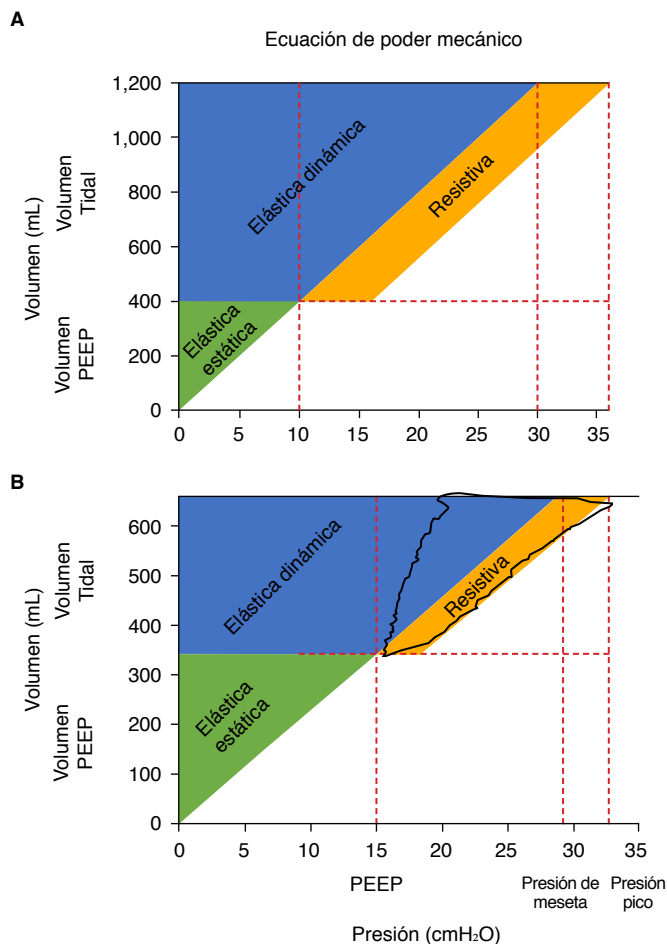 A
Ecuación de poder mecánico
Volumen (mL)
Volumen
Tidal
Volumen
PEEP
1,200
1,000
800
600
400
200
0
Elástica dinámica
Resistiva
Elástica
estática
0 5 10 15 20 25 30 35
B
Volumen (mL)
Volumen
Tidal
Volumen
PEEP
600
500
400
300
200
100
0
Elástica dinámica
Resistiva
Elástica
estática
0 5 10 15 20 25 30 35
PEEP
Presión de
meseta
Presión
pico
Presión (cmH₂O)